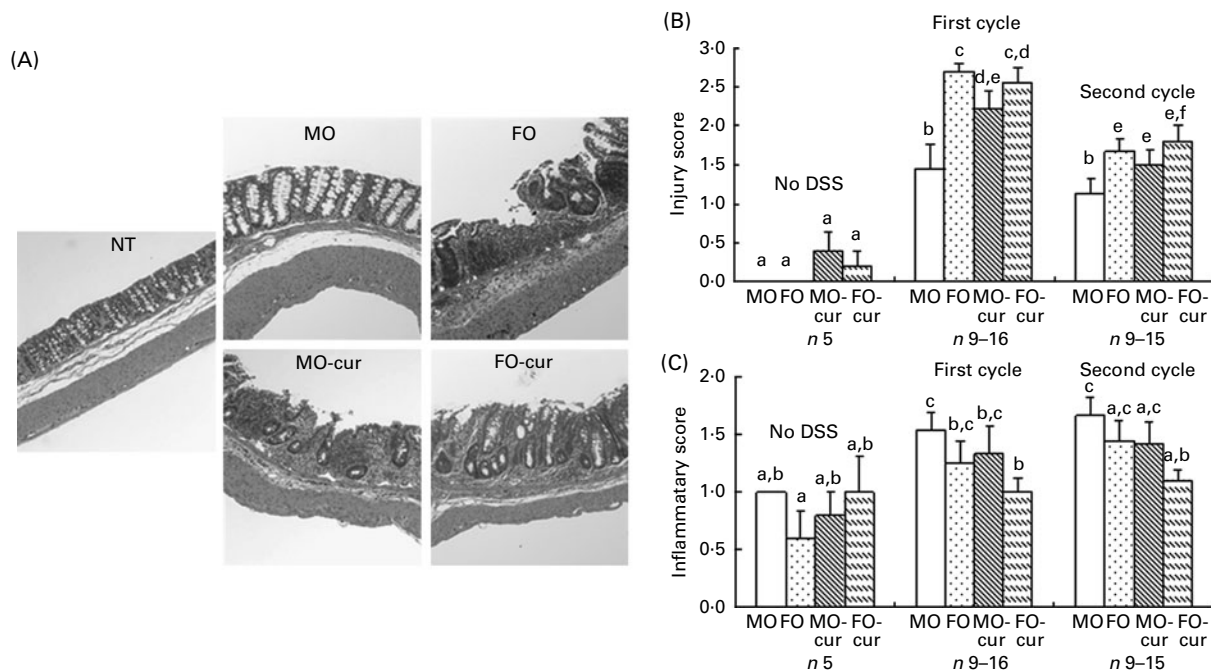 (A)
NT
MO
FO
MO-cur
FO-cur
(B)
First cycle
Second cycle
No DSS
Injury score
3·0
2·5
2·0
1·5
1·0
0·5
0·0
a a a a
b c d,e c,d
b e e e,f
MO FO MO-cur FO-cur
MO FO MO-cur FO-cur
MO FO MO-cur FO-cur
n 5
n 9–16
n 9–15
(C)
First cycle
Second cycle
No DSS
Inflammatary score
2·0
1·5
1·0
0·5
0·0
a,b a a,b a,b
c b,c b,c b
c a,c a,c a,b
MO FO MO-cur FO-cur
MO FO MO-cur FO-cur
MO FO MO-cur FO-cur
n 5
n 9–16
n 9–15